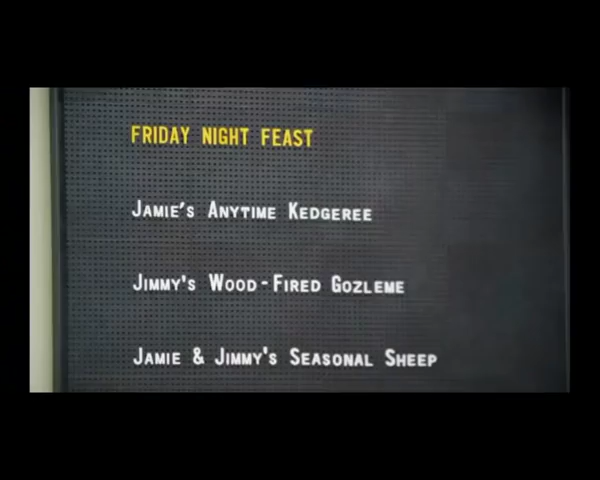 FRIDAY NIGHT FEAST
JAMIE'S ANYTIME KEDGEREE
JIMMY'S WOOD-FIRED GOZLEME
JAMIE & JIMMY'S SEASONAL SHEEP